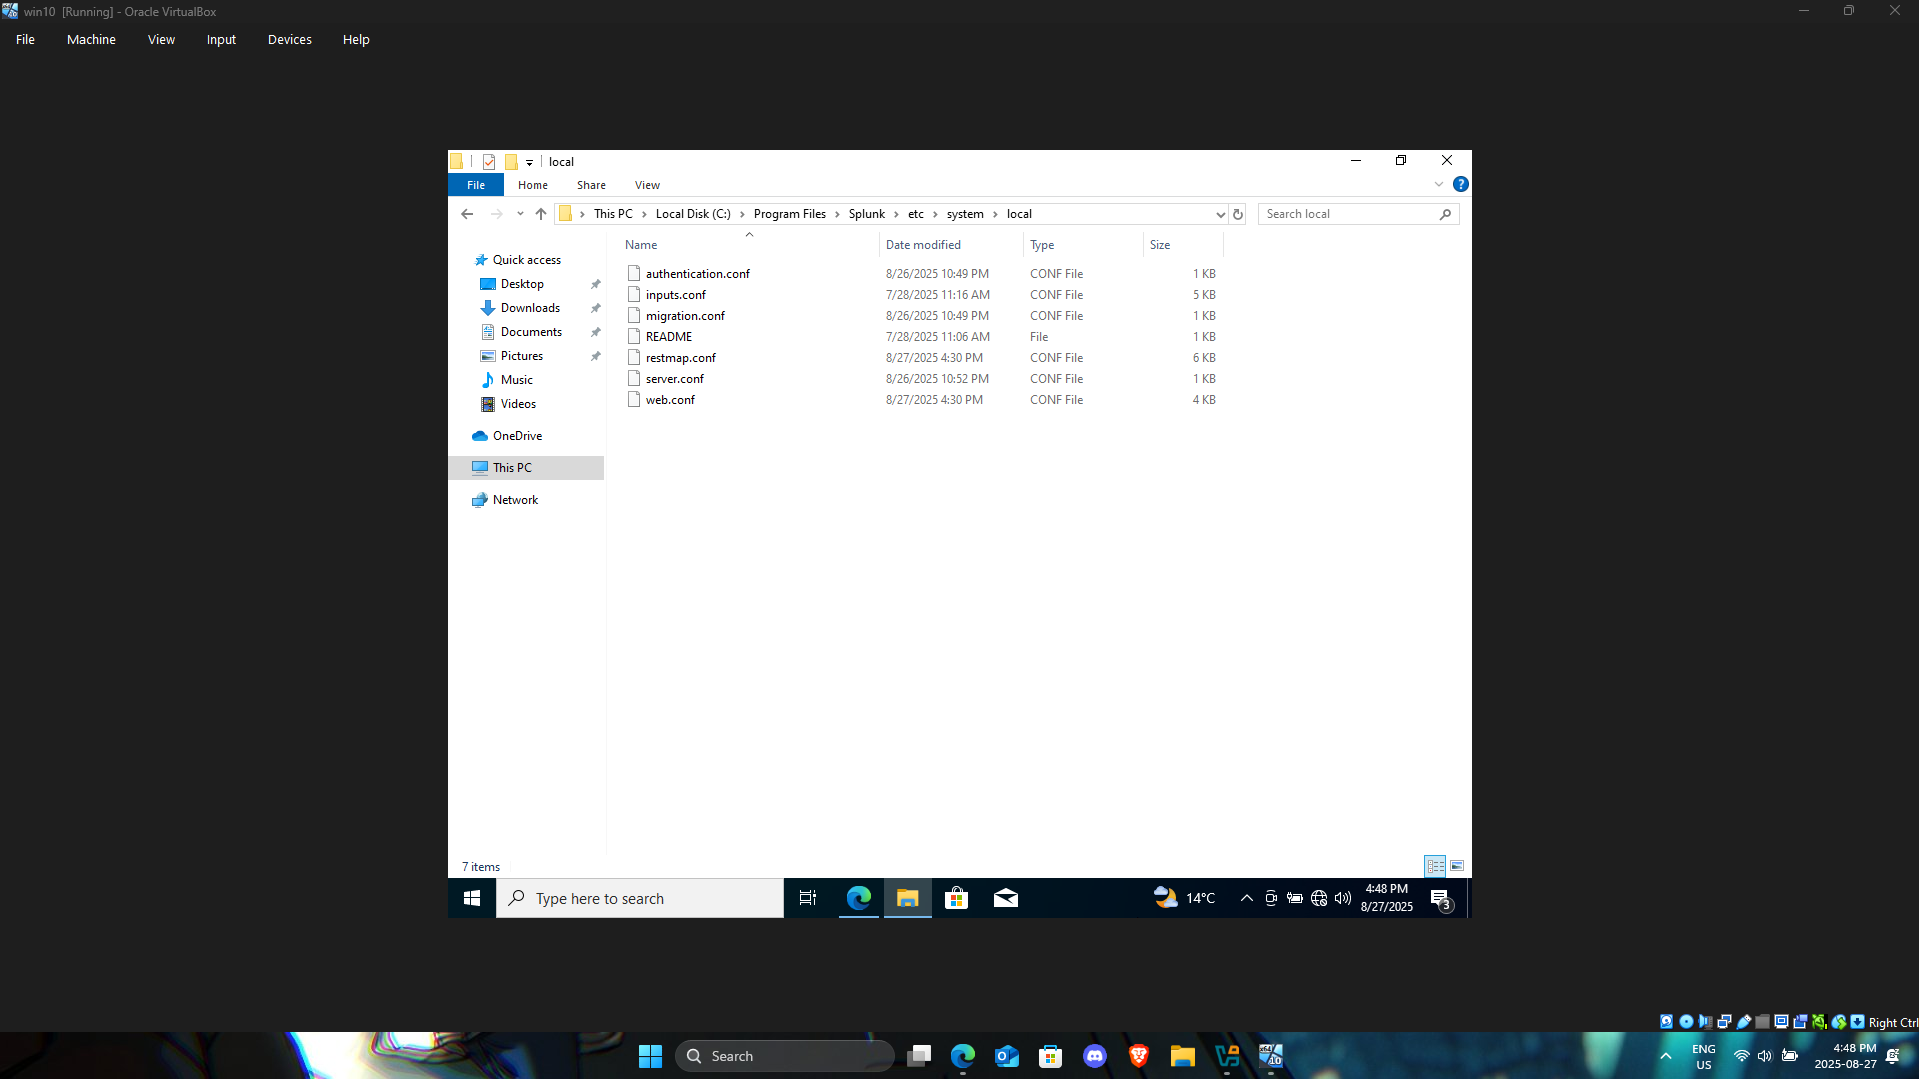 win10 [Running] - Oracle VirtualBox
File Machine View Input Devices Help
local
File Home Share View
This PC Local Disk (C:) Program Files Splunk etc system local
Search local
Name Date modified Type Size
Quick access
Desktop
Downloads
Documents
Pictures
Music
Videos
OneDrive
This PC
Network
authentication.conf 8/26/2025 10:49 PM CONF File 1 KB
inputs.conf 7/28/2025 11:16 AM CONF File 5 KB
migration.conf 8/26/2025 10:49 PM CONF File 1 KB
README 7/28/2025 11:06 AM File 1 KB
restmap.conf 8/27/2025 4:30 PM CONF File 6 KB
server.conf 8/26/2025 10:52 PM CONF File 1 KB
web.conf 8/27/2025 4:30 PM CONF File 4 KB
7 items
Type here to search
14°C
4:48 PM
8/27/2025
3
Right Ctrl
Search
ENG
US
4:48 PM
2025-08-27